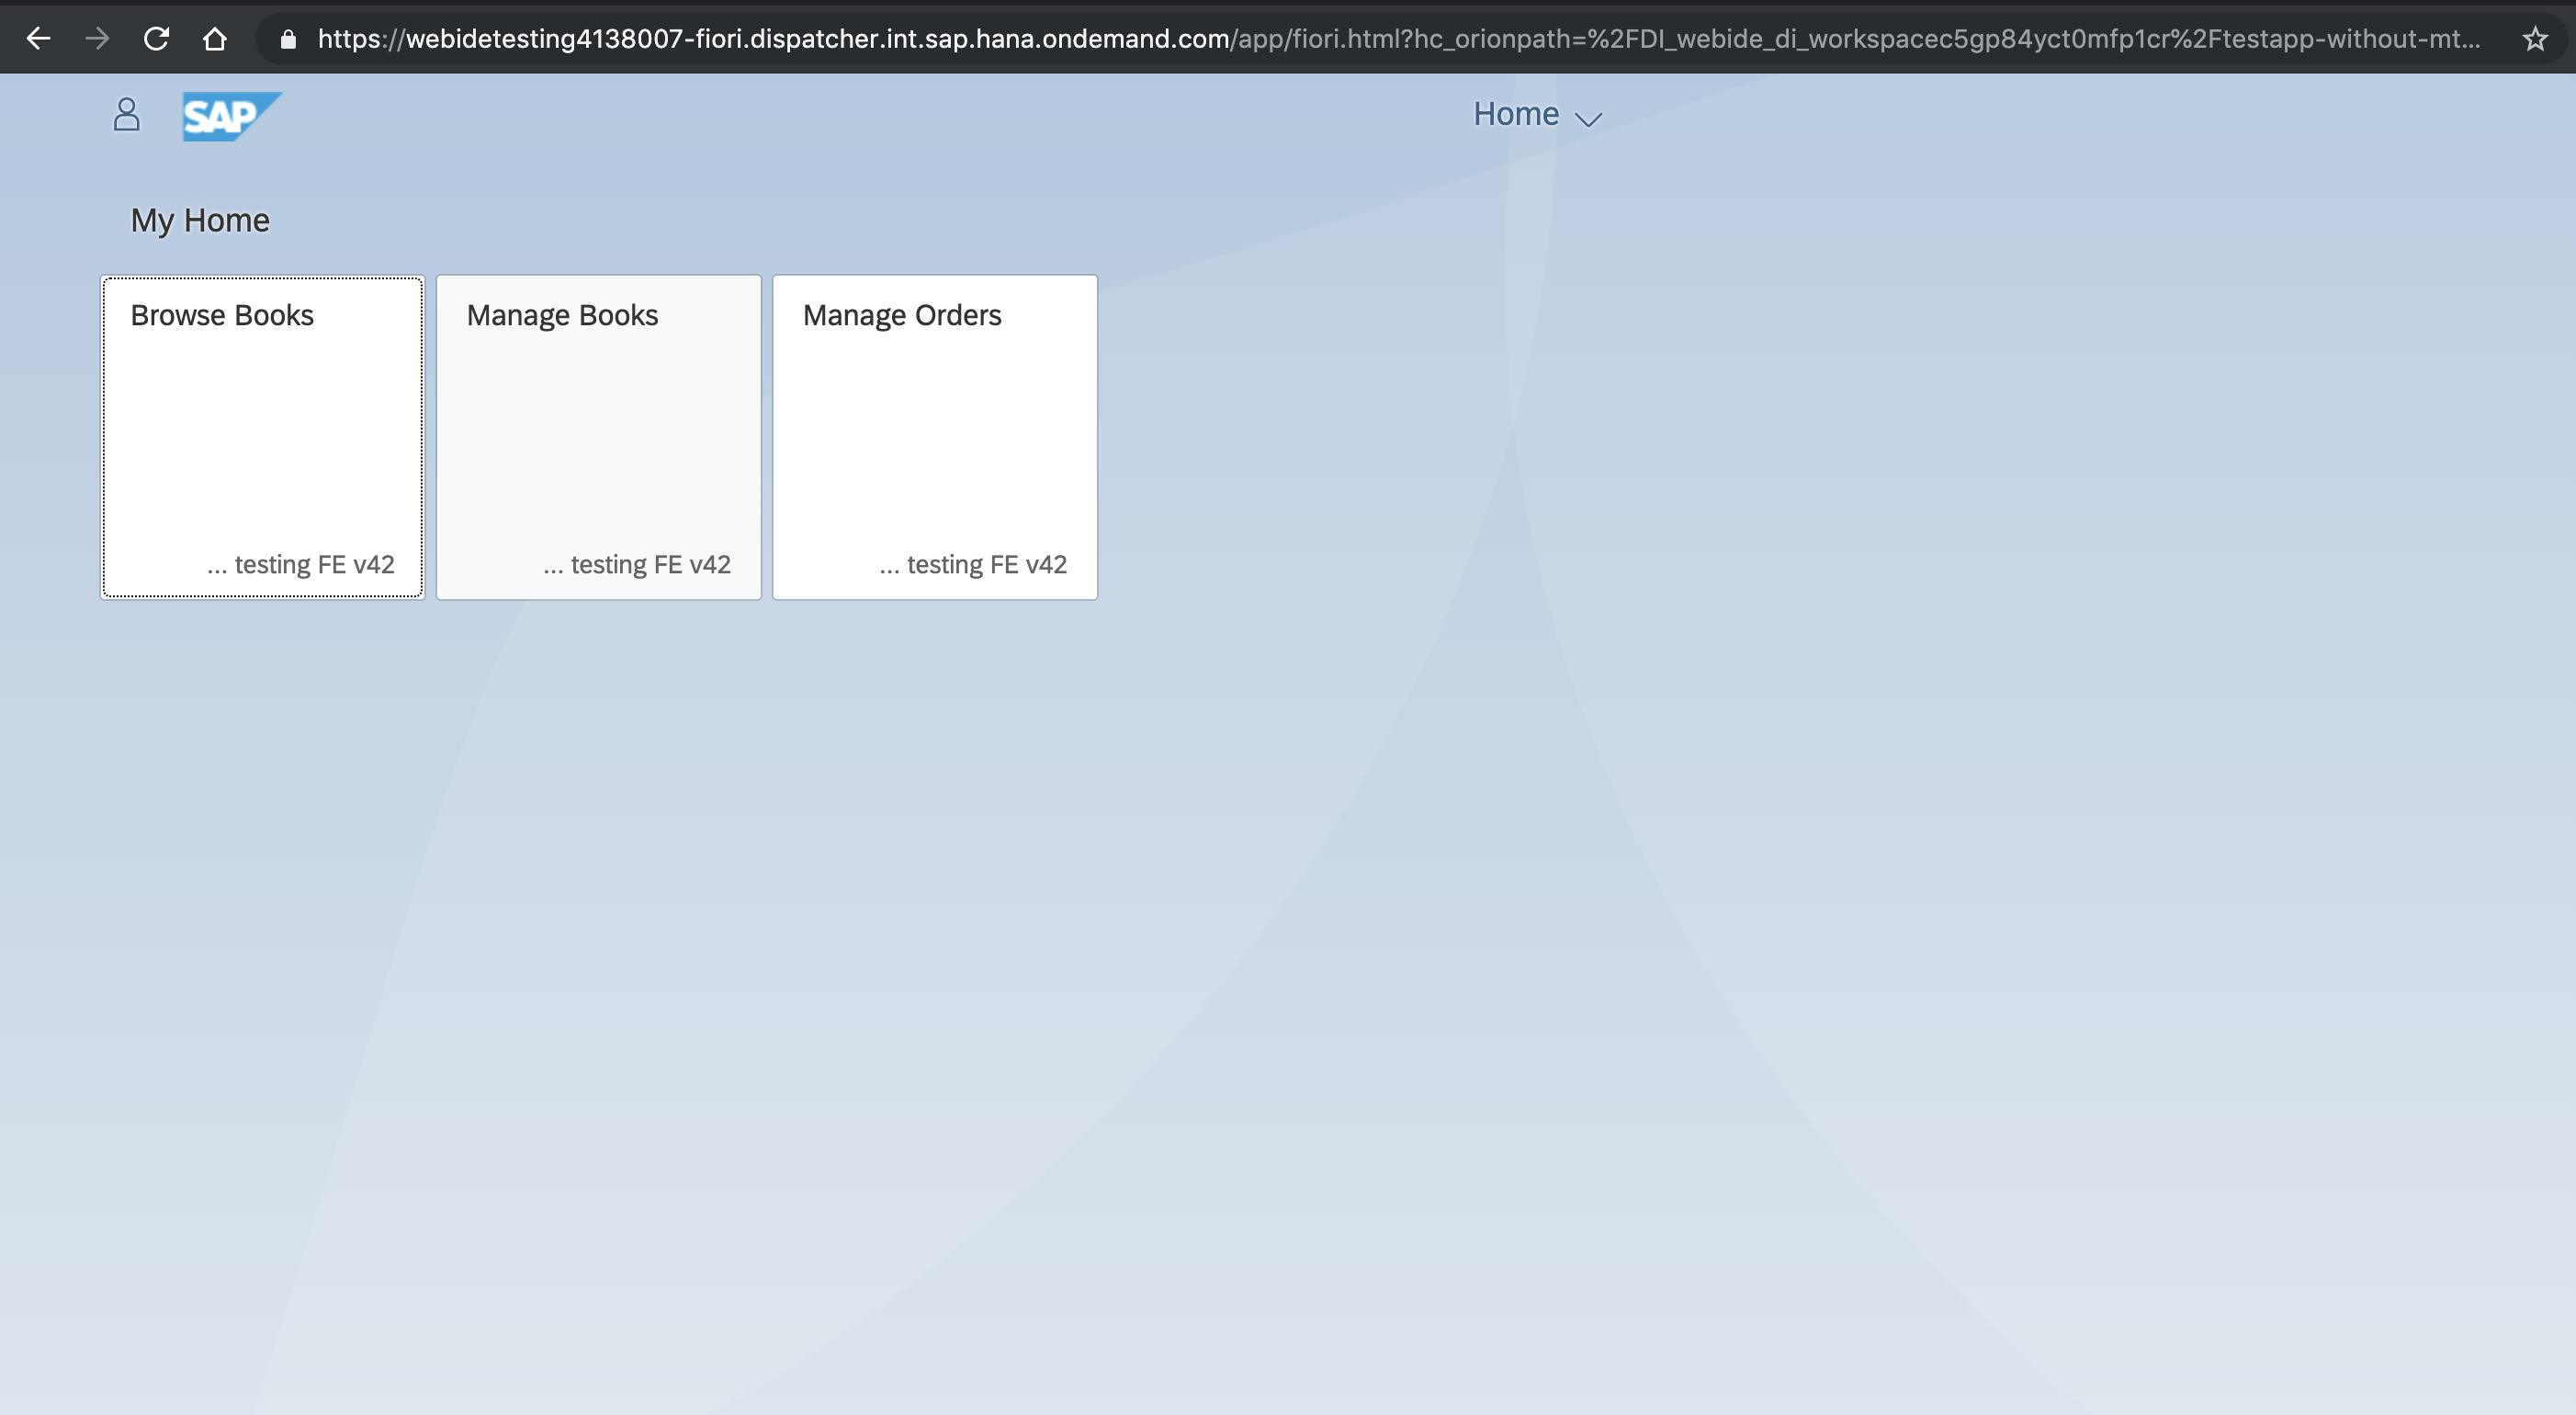 https://webidetesting4138007-fiori.dispatcher.int.sap.hana.ondemand.com/app/fiori.html?hc_orionpath=%2FDI_webide_di_workspacec5gp84yct0mfp1cr%2Ftestapp-without-mt...
SAP
Home
My Home
Browse Books
Manage Books
Manage Orders
... testing FE v42
... testing FE v42
... testing FE v42